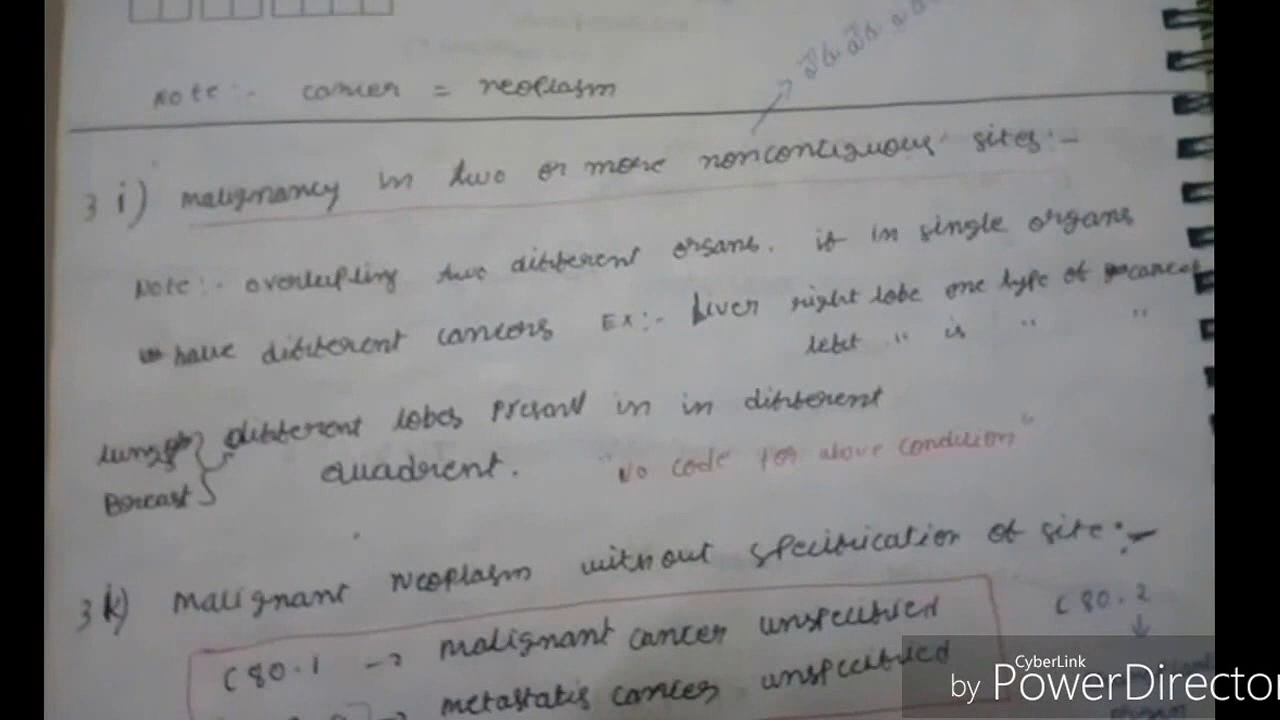 Note:- cancer = neoplasm
3 i) malignancy in two or more noncontiguous sites:-
Note:- overlapling two different organs. if in single organs
have different cancers Ex:- Liver right lobe one type of cancer
left " is " "
Lungs different lobes present in in different
Breast quadrent. "No code for above condition"
3 k) malignant neoplasm without specification of site:-
C80.1 → malignant cancer unspecified C80.2
→ metastatis cancer unspecified
CyberLink
by PowerDirector